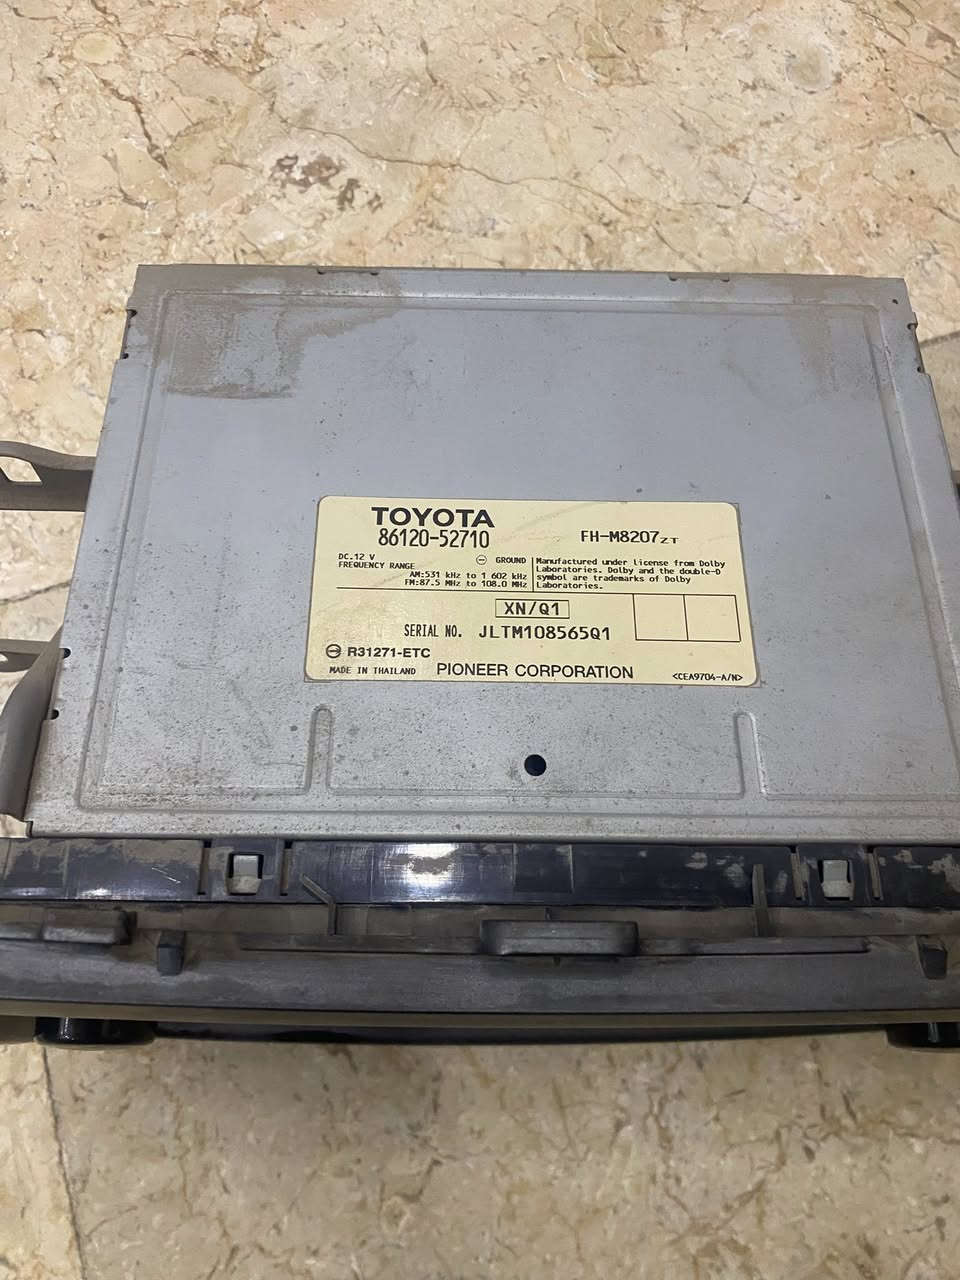 TOYOTA
86120-52710
FH-M8207ZT
DC.12 V ⊖ GROUND
FREQUENCY RANGE
AM:531 kHz to 1 602 kHz
FM:87.5 MHz to 108.0 MHz
Manufactured under license from Dolby
Laboratories. Dolby and the double-D
symbol are trademarks of Dolby
Laboratories.
XN/Q1
SERIAL NO. JLTM108565Q1
R31271-ETC
MADE IN THAILAND PIONEER CORPORATION <CEA9704-A/N>